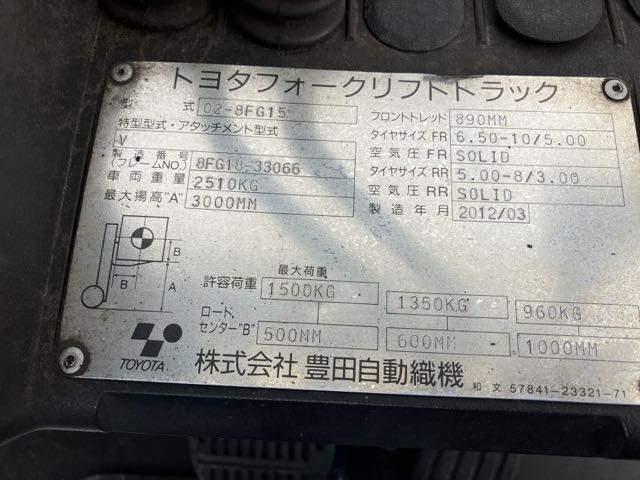 トヨタフォークリフトトラック
型式 02-8FG15
特型型式・アタッチメント型式
V
製造番号(フレームNO.) 8FG18-33066
車両重量 2510KG
最大揚高"A" 3000MM
フロントトレッド 890MM
タイヤサイズ FR 6.50-10/5.00
空気圧 FR SOLID
タイヤサイズ RR 5.00-8/3.00
空気圧 RR SOLID
製造年月 2012/03
B
B
A
最大荷重
許容荷重 1500KG 1350KG 960KG
ロードセンター"B" 500MM 600MM 1000MM
TOYOTA 株式会社 豊田自動織機
和文 57841-23321-71